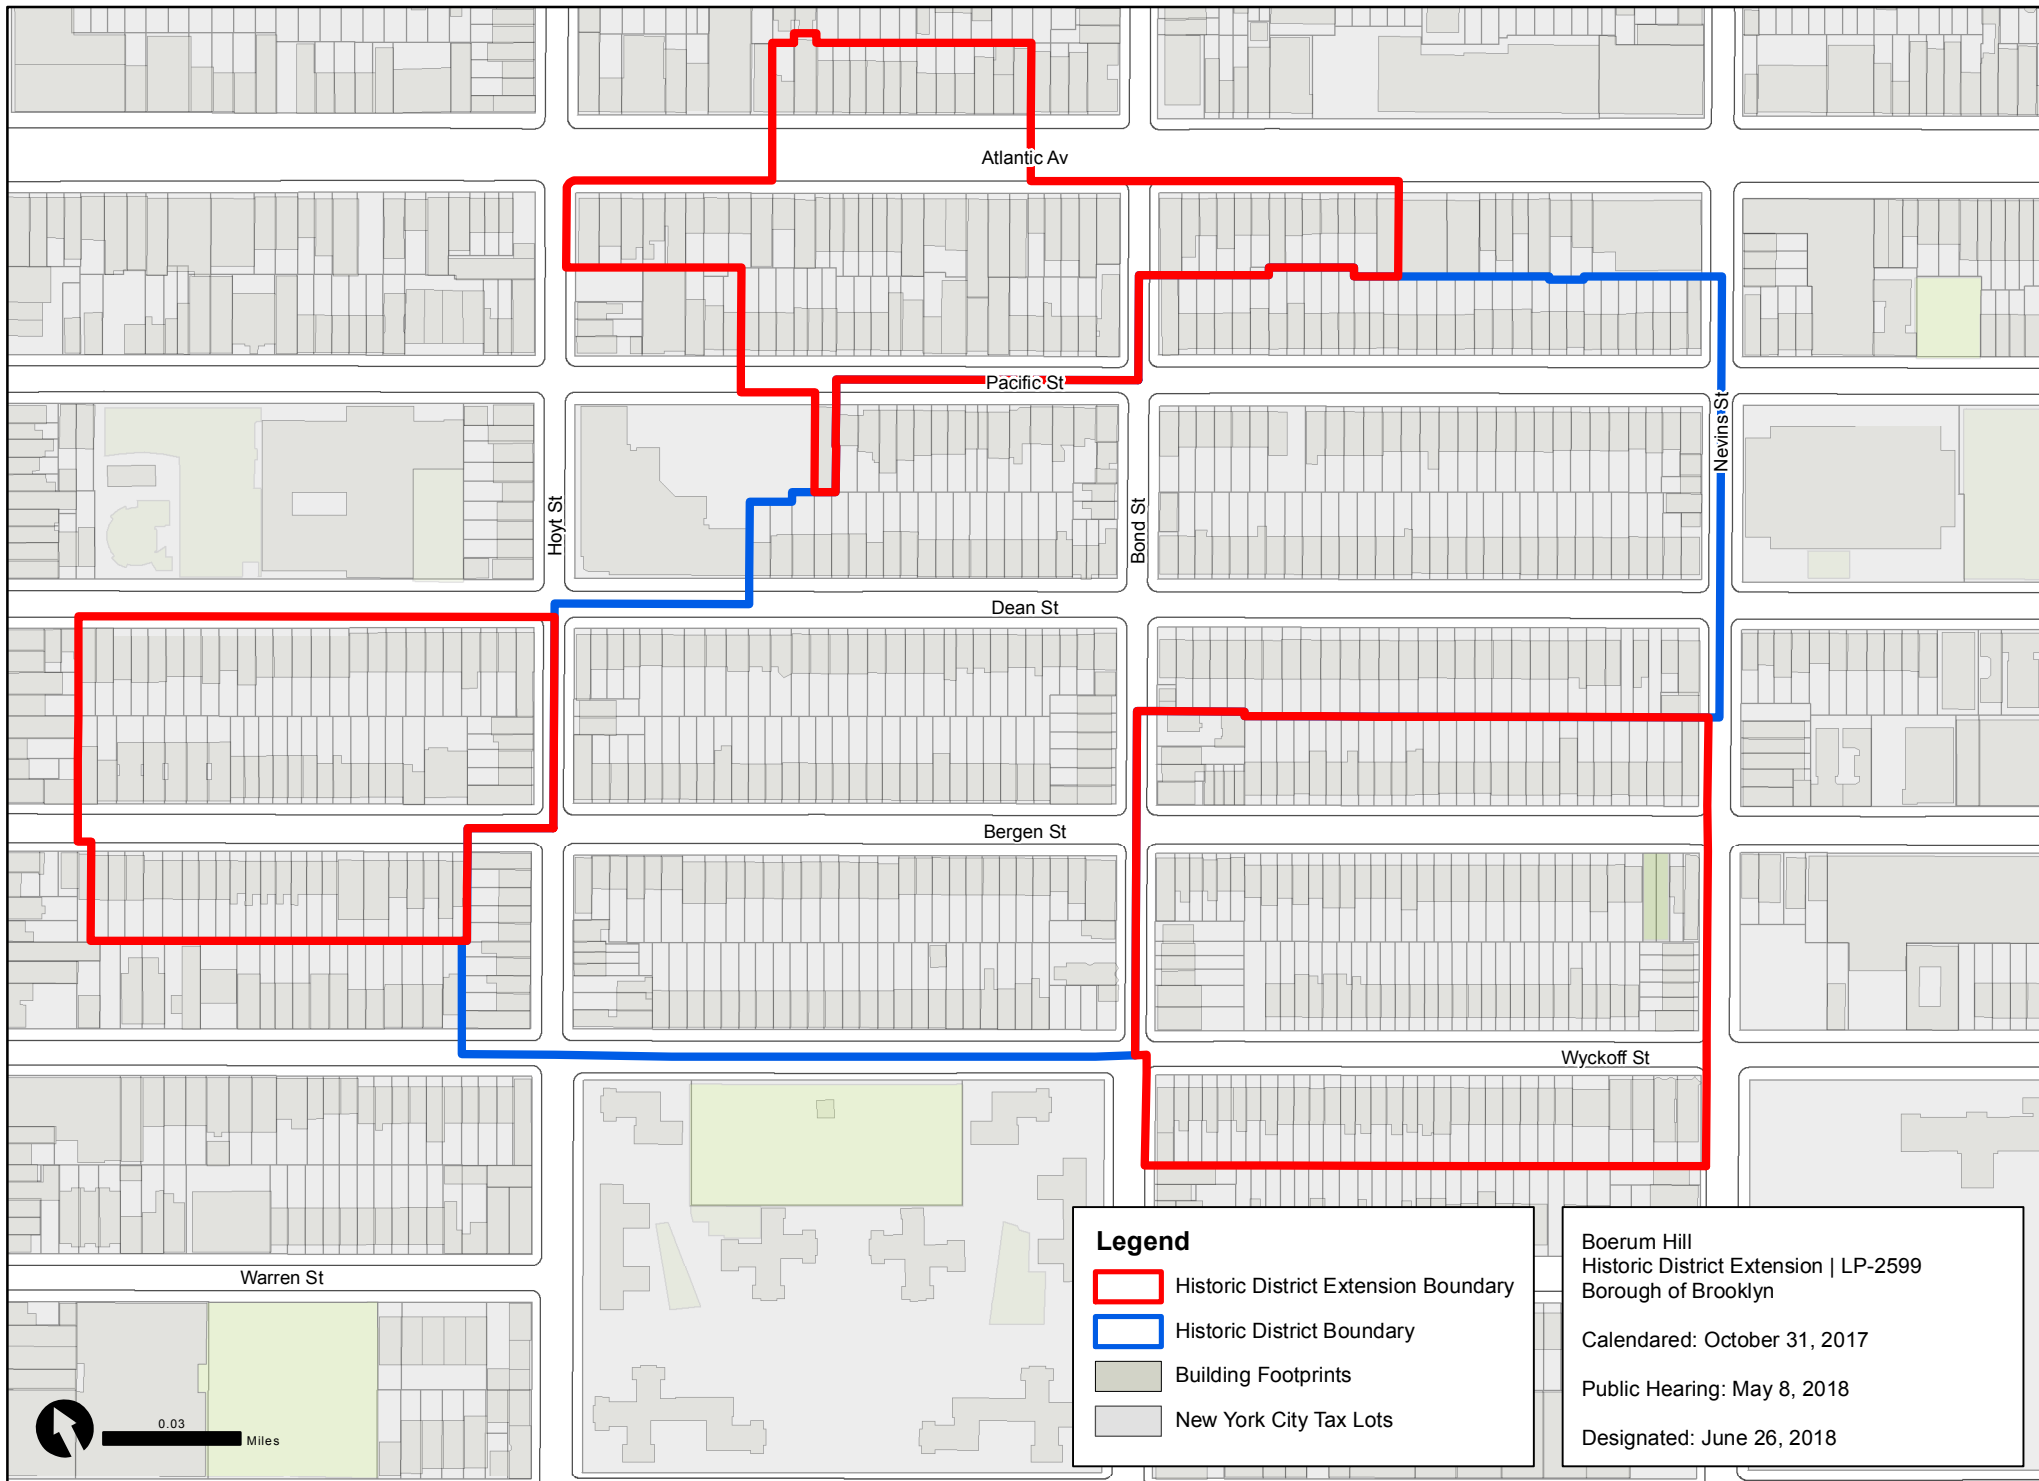 Atlantic Av
Pacific St
Nevins St
Hoyt St
Bond St
Dean St
Bergen St
Wyckoff St
Warren St
0.03
Miles
Legend
Historic District Extension Boundary
Historic District Boundary
Building Footprints
New York City Tax Lots
Boerum Hill
Historic District Extension | LP-2599
Borough of Brooklyn
Calendared: October 31, 2017
Public Hearing: May 8, 2018
Designated: June 26, 2018